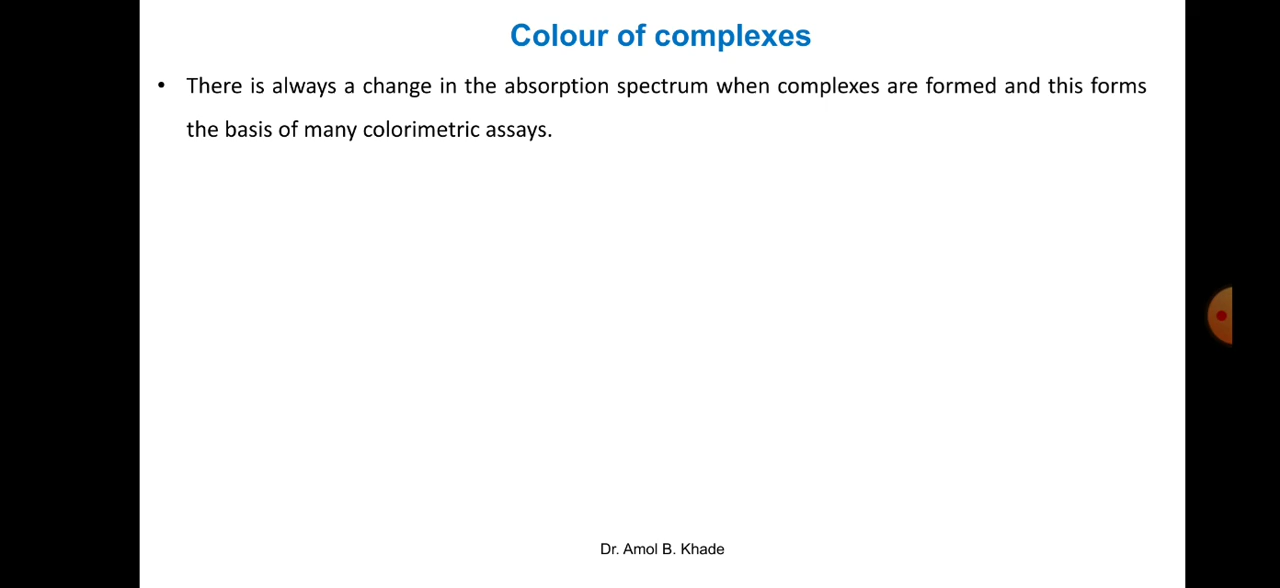 Colour of complexes
• There is always a change in the absorption spectrum when complexes are formed and this forms
the basis of many colorimetric assays.
Dr. Amol B. Khade